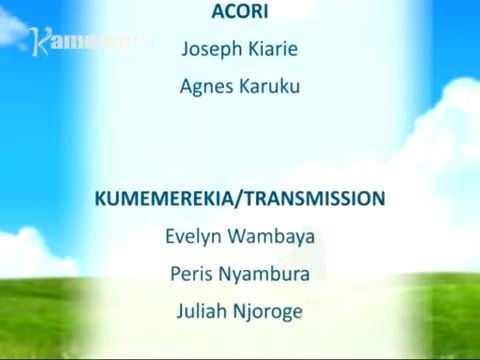 ACORI
Joseph Kiarie
Agnes Karuku
KUMEMEREKIA/TRANSMISSION
Evelyn Wambaya
Peris Nyambura
Juliah Njoroge